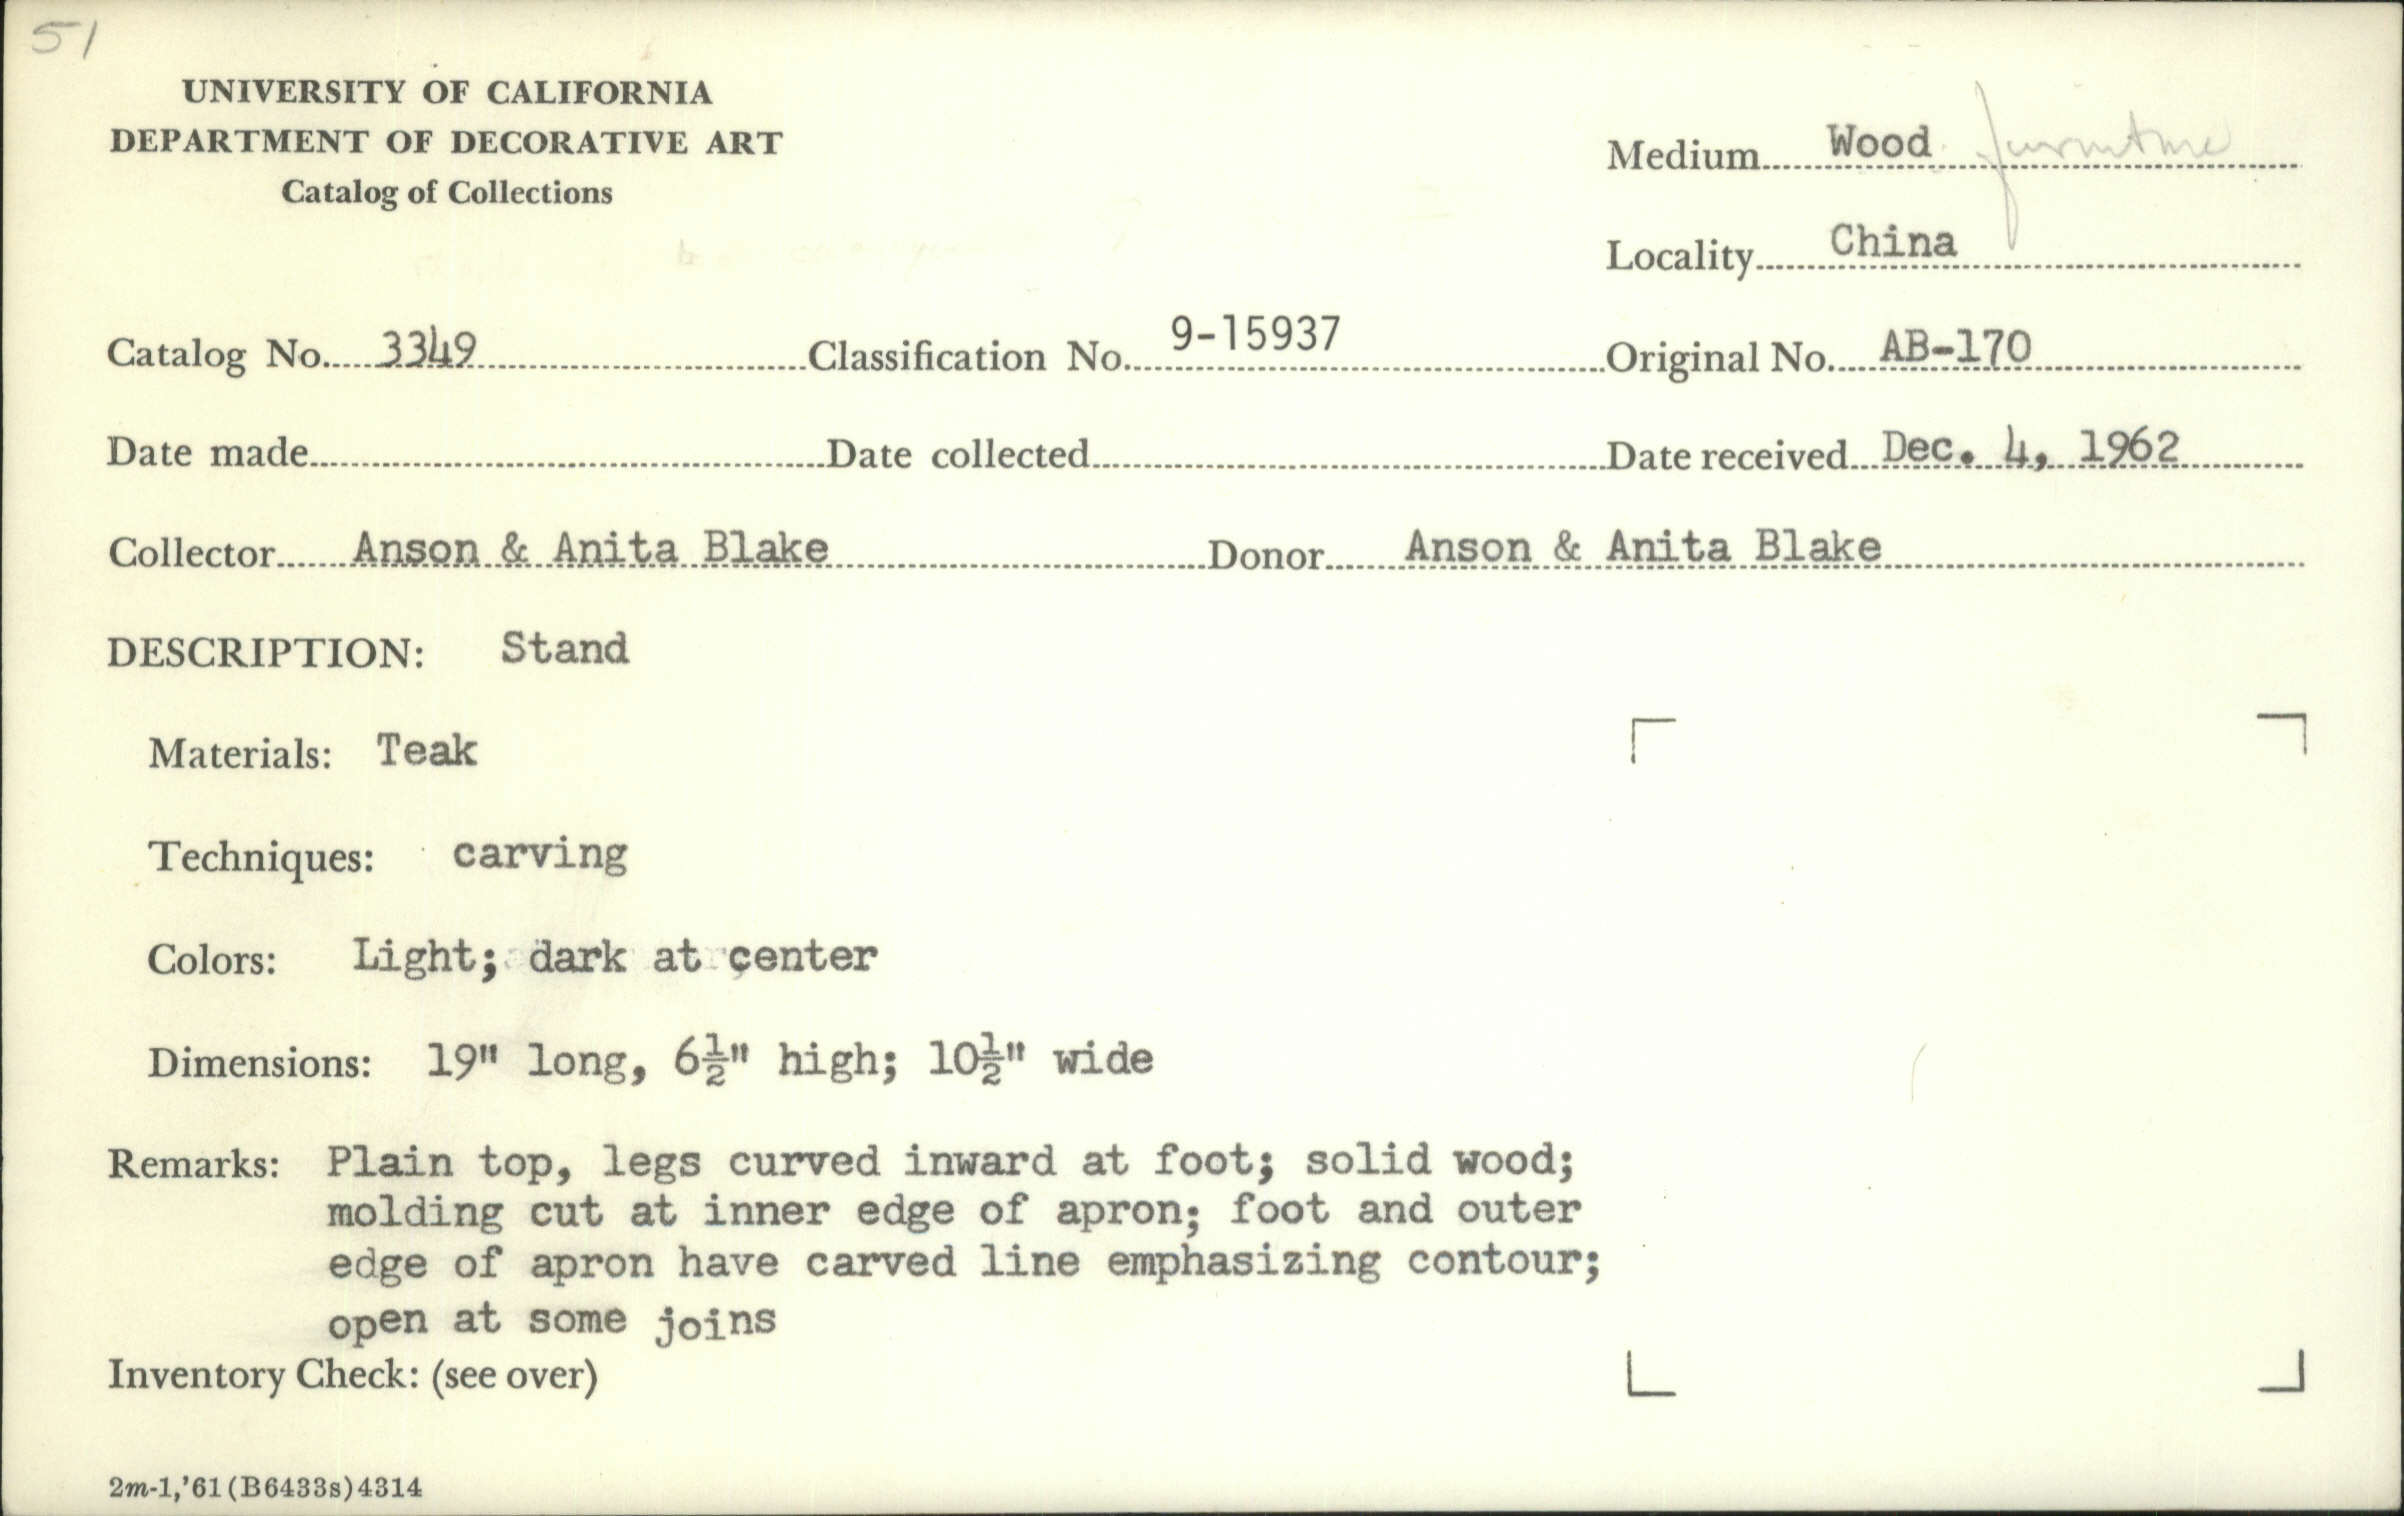 51
UNIVERSITY OF CALIFORNIA
DEPARTMENT OF DECORATIVE ART
Catalog of Collections
Medium Wood furniture
Locality China
Catalog No. 3349 Classification No. 9-15937 Original No. AB-170
Date made Date collected Date received Dec. 4, 1962
Collector Anson & Anita Blake Donor Anson & Anita Blake
DESCRIPTION: Stand
Materials: Teak
Techniques: carving
Colors: Light; dark at center
Dimensions: 19" long, 6½" high; 10½" wide
Remarks: Plain top, legs curved inward at foot; solid wood;
molding cut at inner edge of apron; foot and outer
edge of apron have carved line emphasizing contour;
open at some joins
Inventory Check: (see over)
2m-1,'61(B6433s)4314